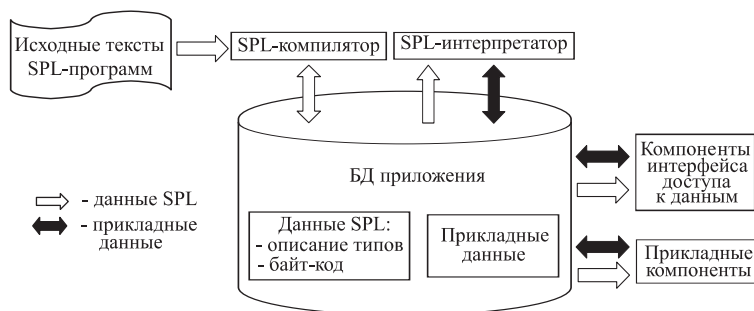 Исходные тексты
SPL-программ
SPL-компилятор
SPL-интерпретатор
БД приложения
Компоненты
интерфейса
доступа
к данным
- данные SPL
- прикладные
данные
Данные SPL:
- описание типов
- байт-код
Прикладные
данные
Прикладные
компоненты